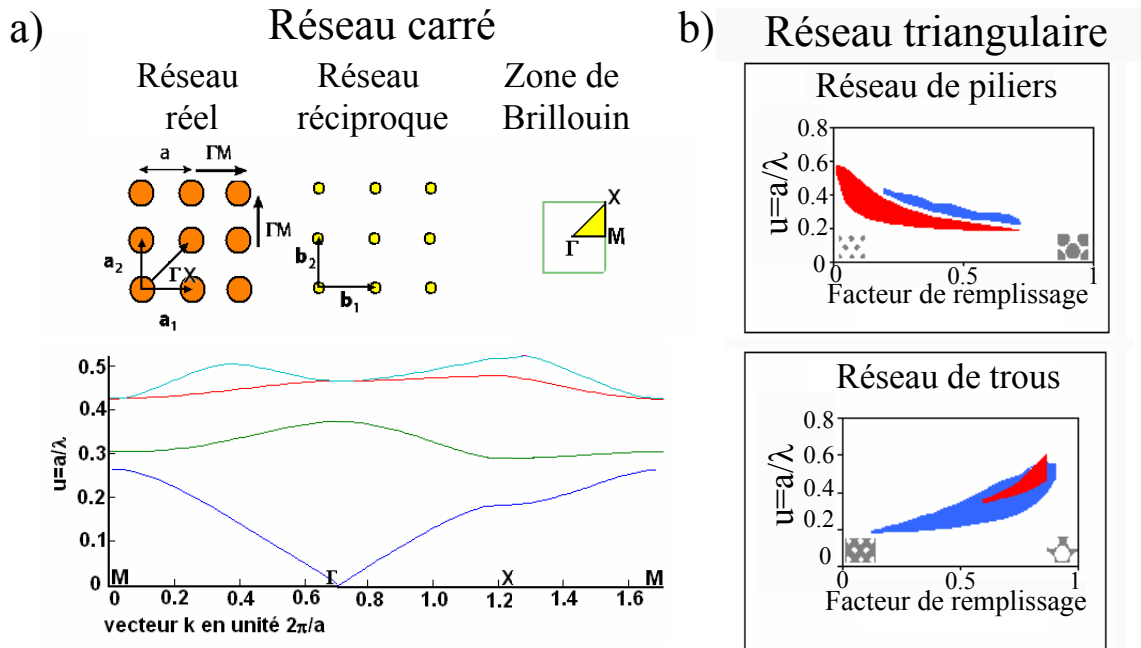 a)
Réseau carré
Réseau
réel
Réseau
réciproque
Zone de
Brillouin
a
ΓM
ΓM
a2
ΓX
a1
b2
b1
X
M
Γ
u=a/λ
0.5
0.4
0.3
0.2
0.1
0
M
Γ
X
M
0
0.2
0.4
0.6
0.8
1.0
1.2
1.4
1.6
vecteur k en unité 2π/a
b)
Réseau triangulaire
Réseau de piliers
u=a/λ
0.8
0.6
0.4
0.2
0
0.5
1
Facteur de remplissage
Réseau de trous
u=a/λ
0.8
0.6
0.4
0.2
0
0
0.5
1
Facteur de remplissage